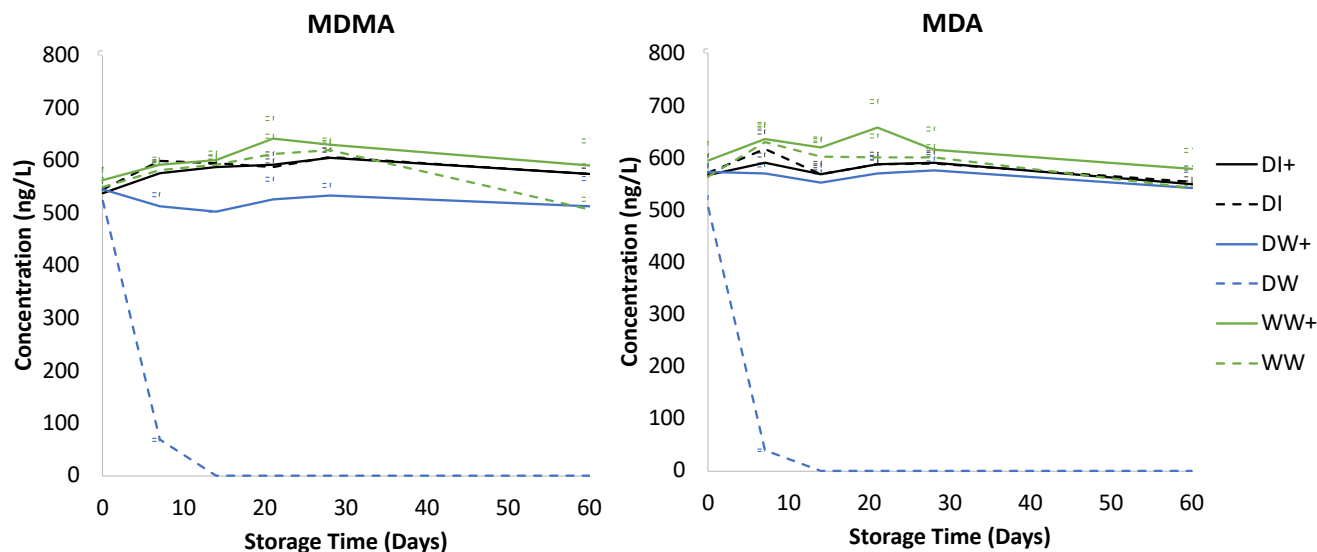 MDMA
Concentration (ng/L)
800
700
600
500
400
300
200
100
0
0 10 20 30 40 50 60
Storage Time (Days)
MDA
Concentration (ng/L)
800
700
600
500
400
300
200
100
0
0 10 20 30 40 50 60
Storage Time (Days)
DI+
DI
DW+
DW
WW+
WW